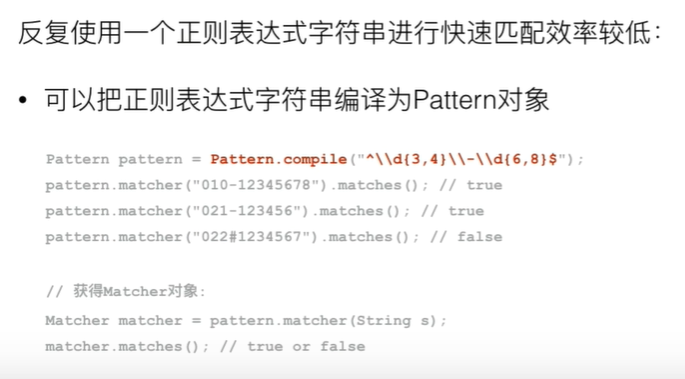 反复使用一个正则表达式字符串进行快速匹配效率较低：
• 可以把正则表达式字符串编译为Pattern对象
Pattern pattern = Pattern.compile("^\\d{3,4}\\-\\d{6,8}$");
pattern.matcher("010-12345678").matches(); // true
pattern.matcher("021-123456").matches(); // true
pattern.matcher("022#1234567").matches(); // false
// 获得Matcher对象:
Matcher matcher = pattern.matcher(String s);
matcher.matches(); // true or false